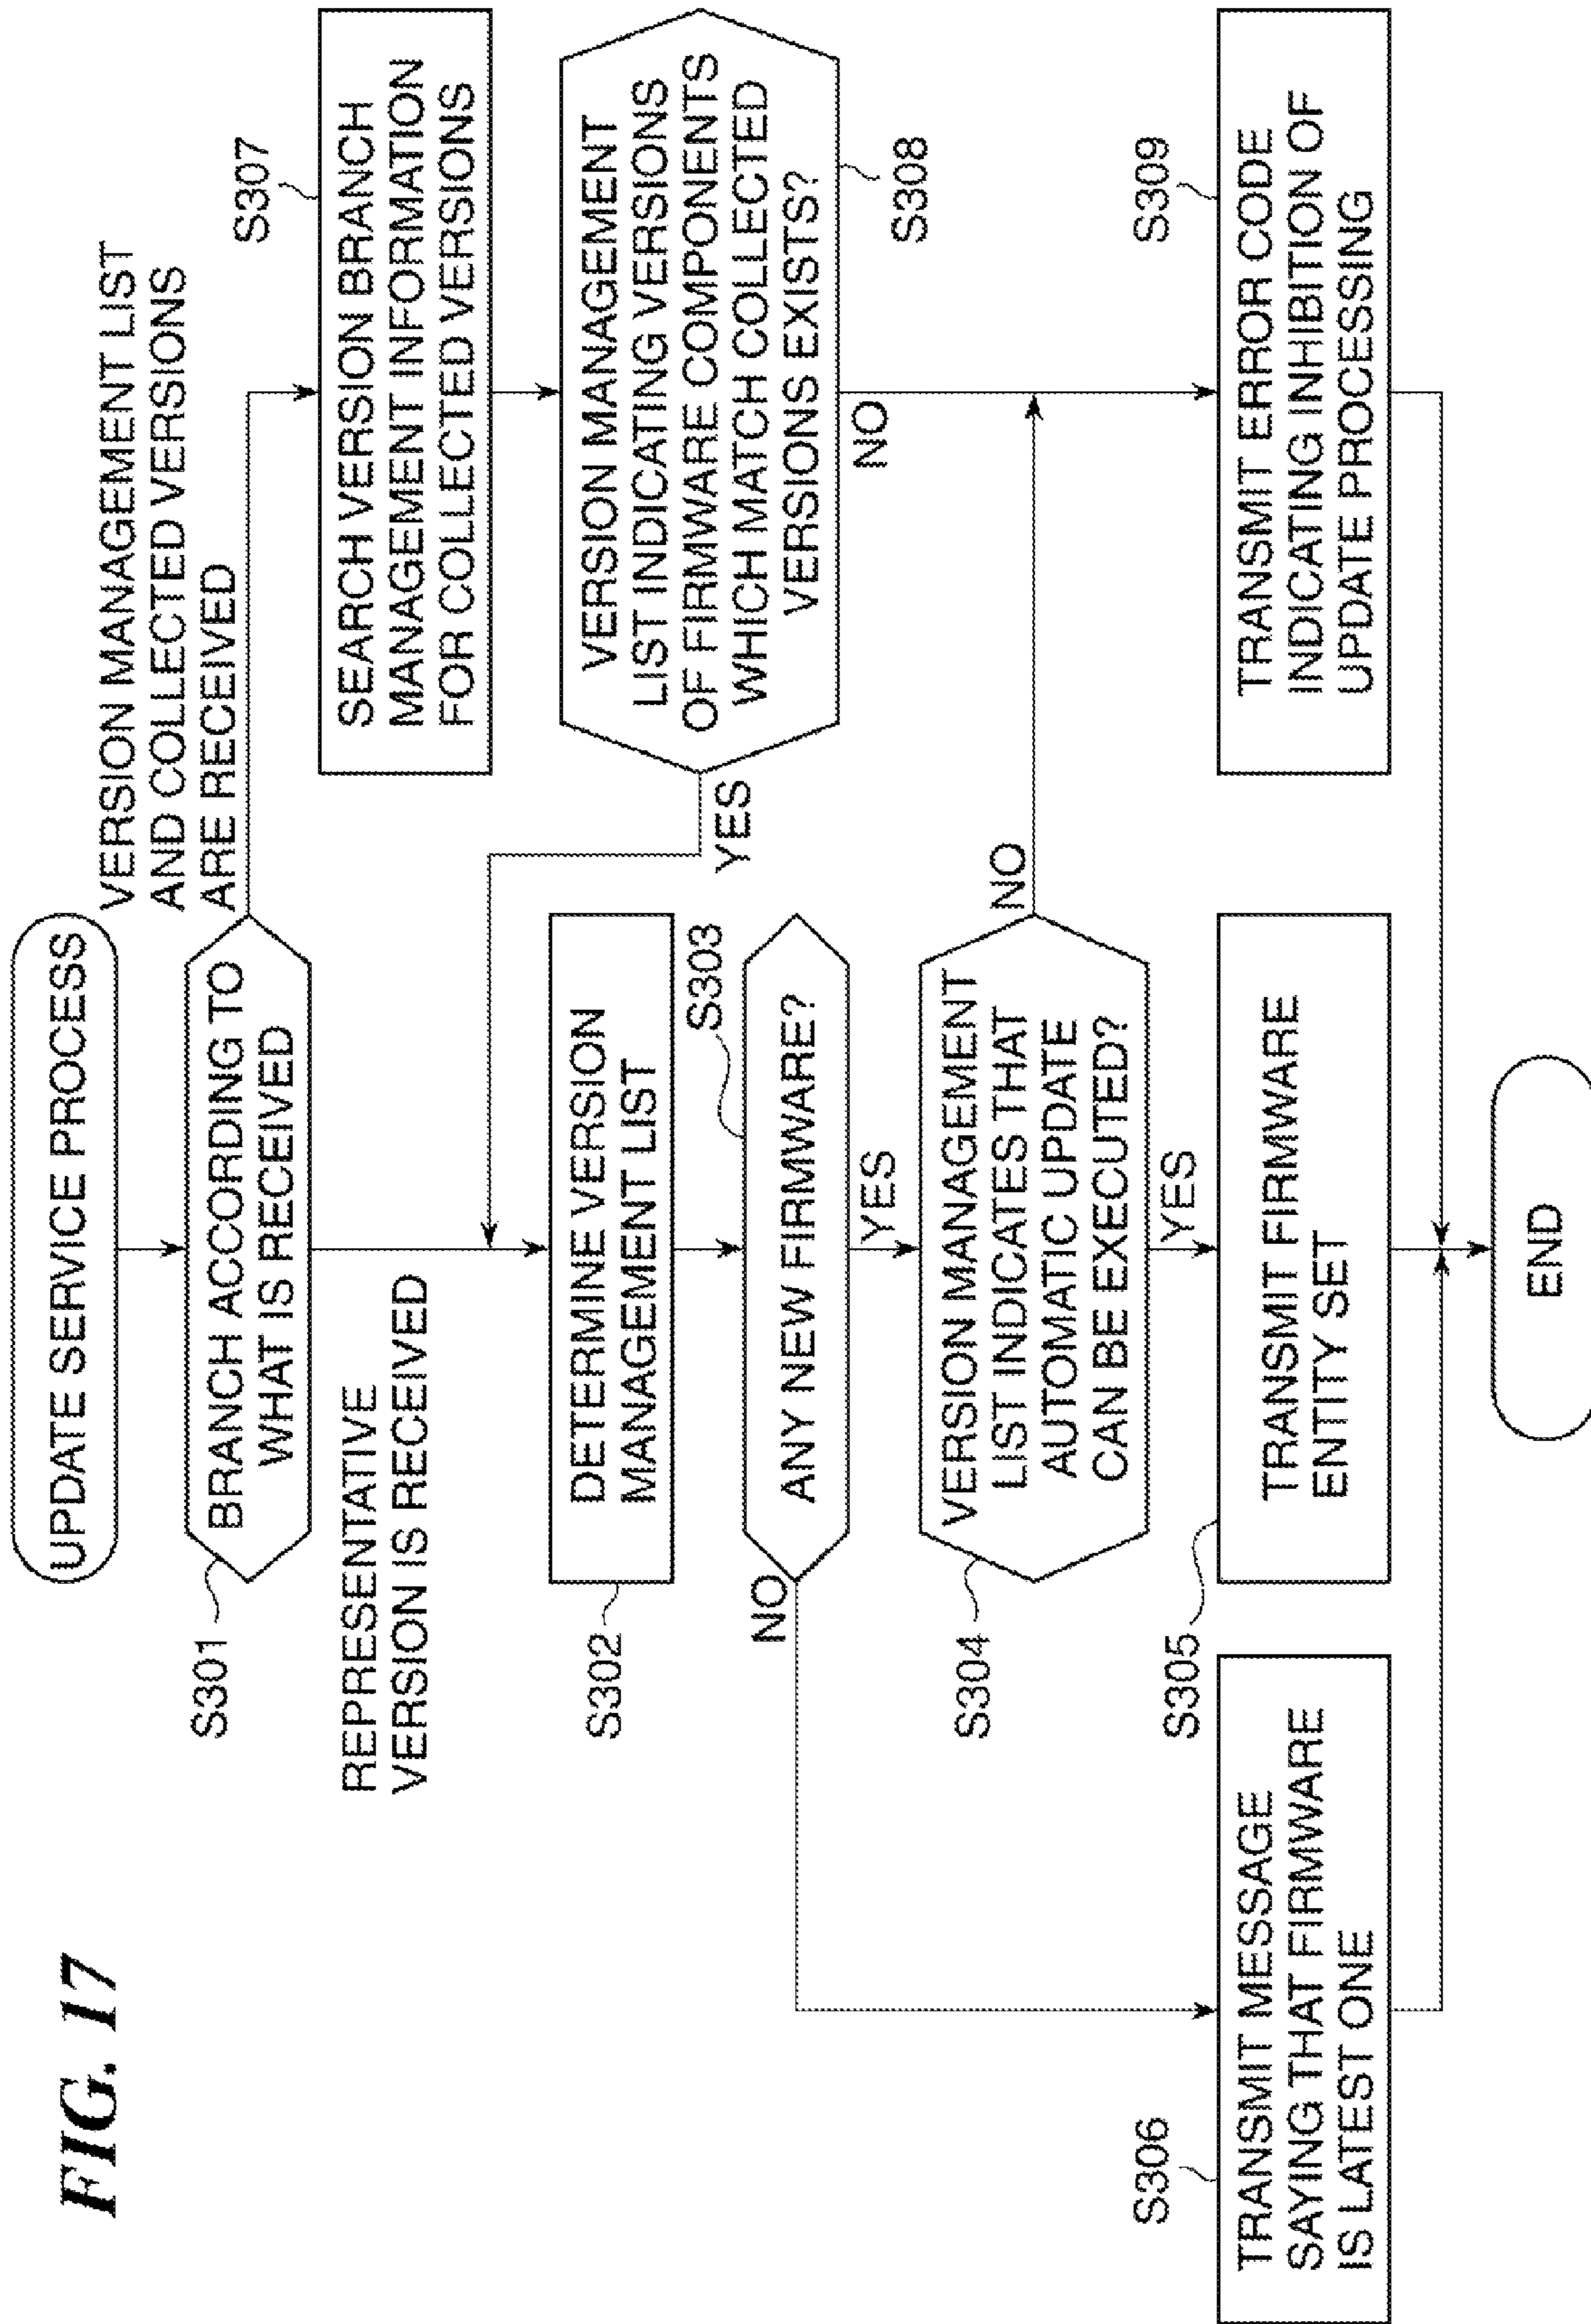 FIG. 17
UPDATE SERVICE PROCESS
S301
BRANCH ACCORDING TO
WHAT IS RECEIVED
VERSION MANAGEMENT LIST
AND COLLECTED VERSIONS
ARE RECEIVED
REPRESENTATIVE
VERSION IS RECEIVED
S307
SEARCH VERSION BRANCH
MANAGEMENT INFORMATION
FOR COLLECTED VERSIONS
VERSION MANAGEMENT
LIST INDICATING VERSIONS
OF FIRMWARE COMPONENTS
WHICH MATCH COLLECTED
VERSIONS EXISTS?
S308
YES
NO
S302
DETERMINE VERSION
MANAGEMENT LIST
S303
ANY NEW FIRMWARE?
NO
YES
S304
VERSION MANAGEMENT
LIST INDICATES THAT
AUTOMATIC UPDATE
CAN BE EXECUTED?
NO
YES
S306
TRANSMIT MESSAGE
SAYING THAT FIRMWARE
IS LATEST ONE
S305
TRANSMIT FIRMWARE
ENTITY SET
S309
TRANSMIT ERROR CODE
INDICATING INHIBITION OF
UPDATE PROCESSING
END